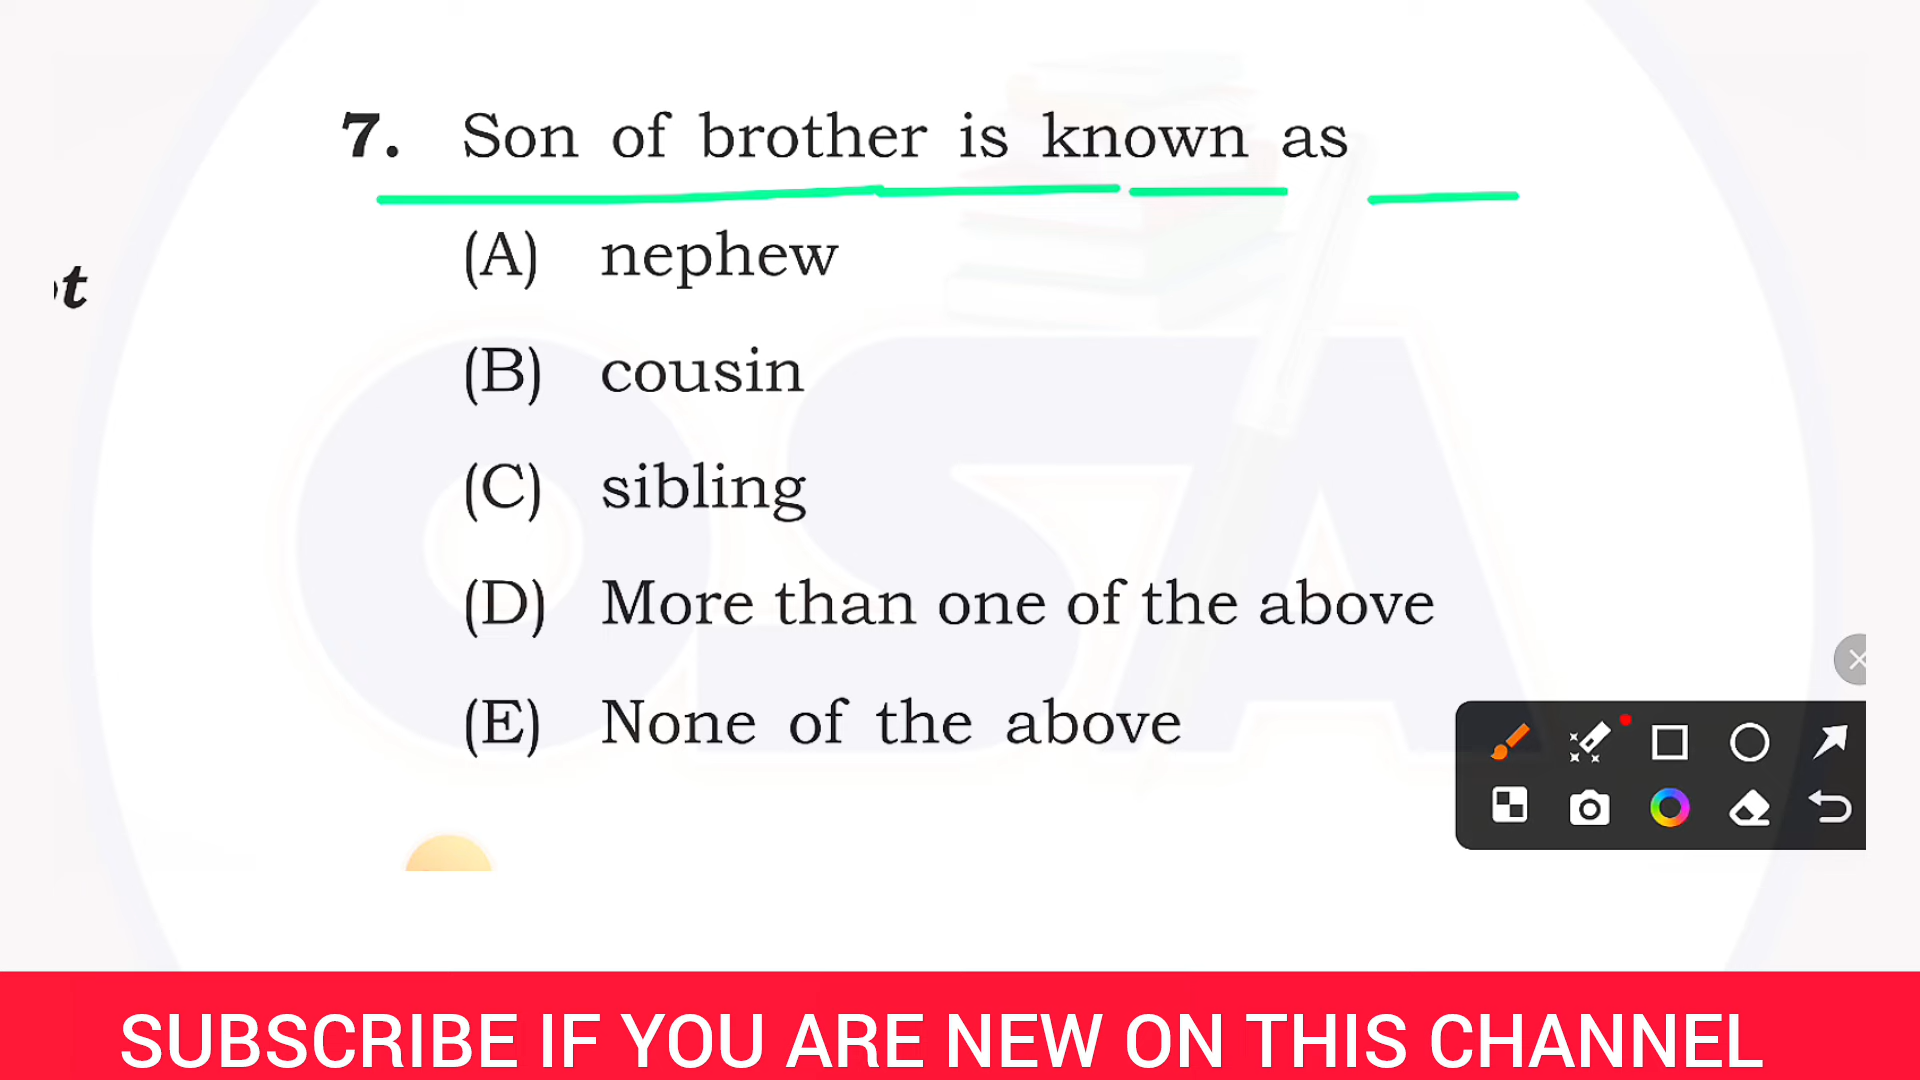 7. Son of brother is known as
(A) nephew
(B) cousin
(C) sibling
(D) More than one of the above
(E) None of the above
t
OSA
SUBSCRIBE IF YOU ARE NEW ON THIS CHANNEL